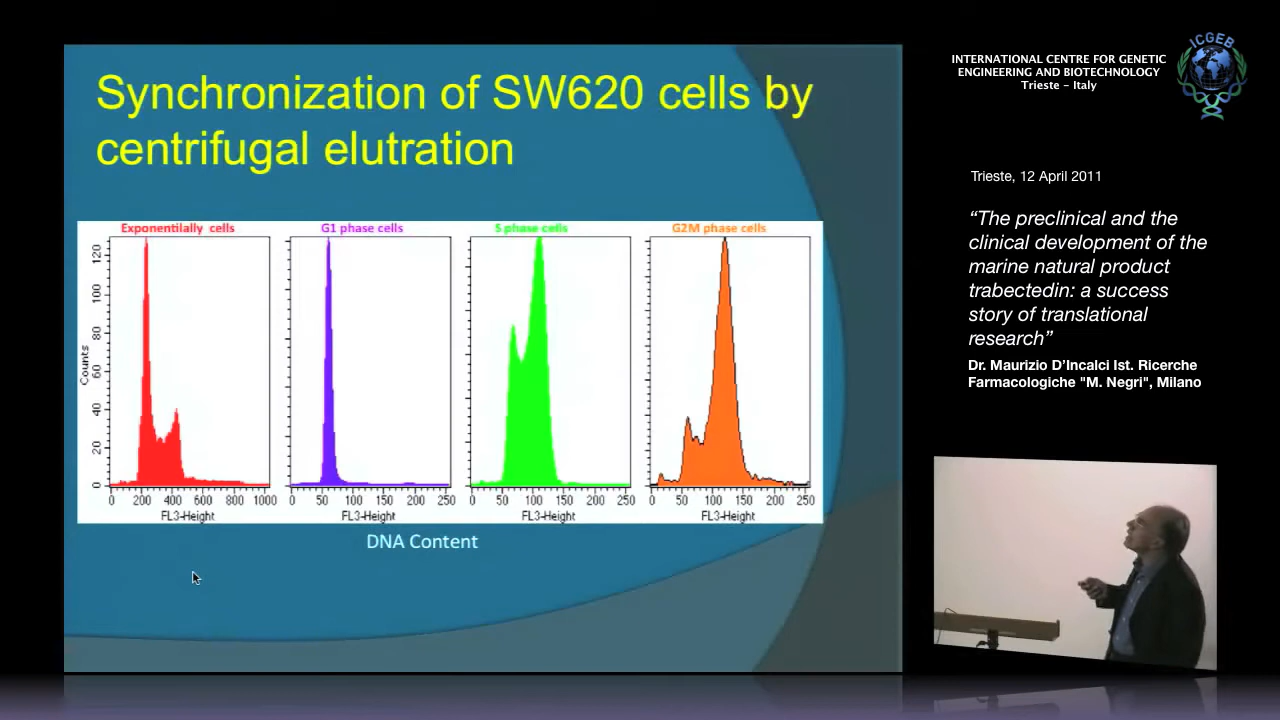 Synchronization of SW620 cells by
centrifugal elutration
Exponentilally cells
G1 phase cells
S phase cells
G2M phase cells
Counts
120
100
80
60
40
20
0
200 400 600 800 1000
FL3-Height
0 50 100 150 200 250
FL3-Height
0 50 100 150 200 250
FL3-Height
0 50 100 150 200 250
FL3-Height
DNA Content
INTERNATIONAL CENTRE FOR GENETIC
ENGINEERING AND BIOTECHNOLOGY
Trieste - Italy
ICGEB
Trieste, 12 April 2011
“The preclinical and the
clinical development of the
marine natural product
trabectedin: a success
story of translational
research”
Dr. Maurizio D’Incalci Ist. Ricerche
Farmacologiche "M. Negri", Milano